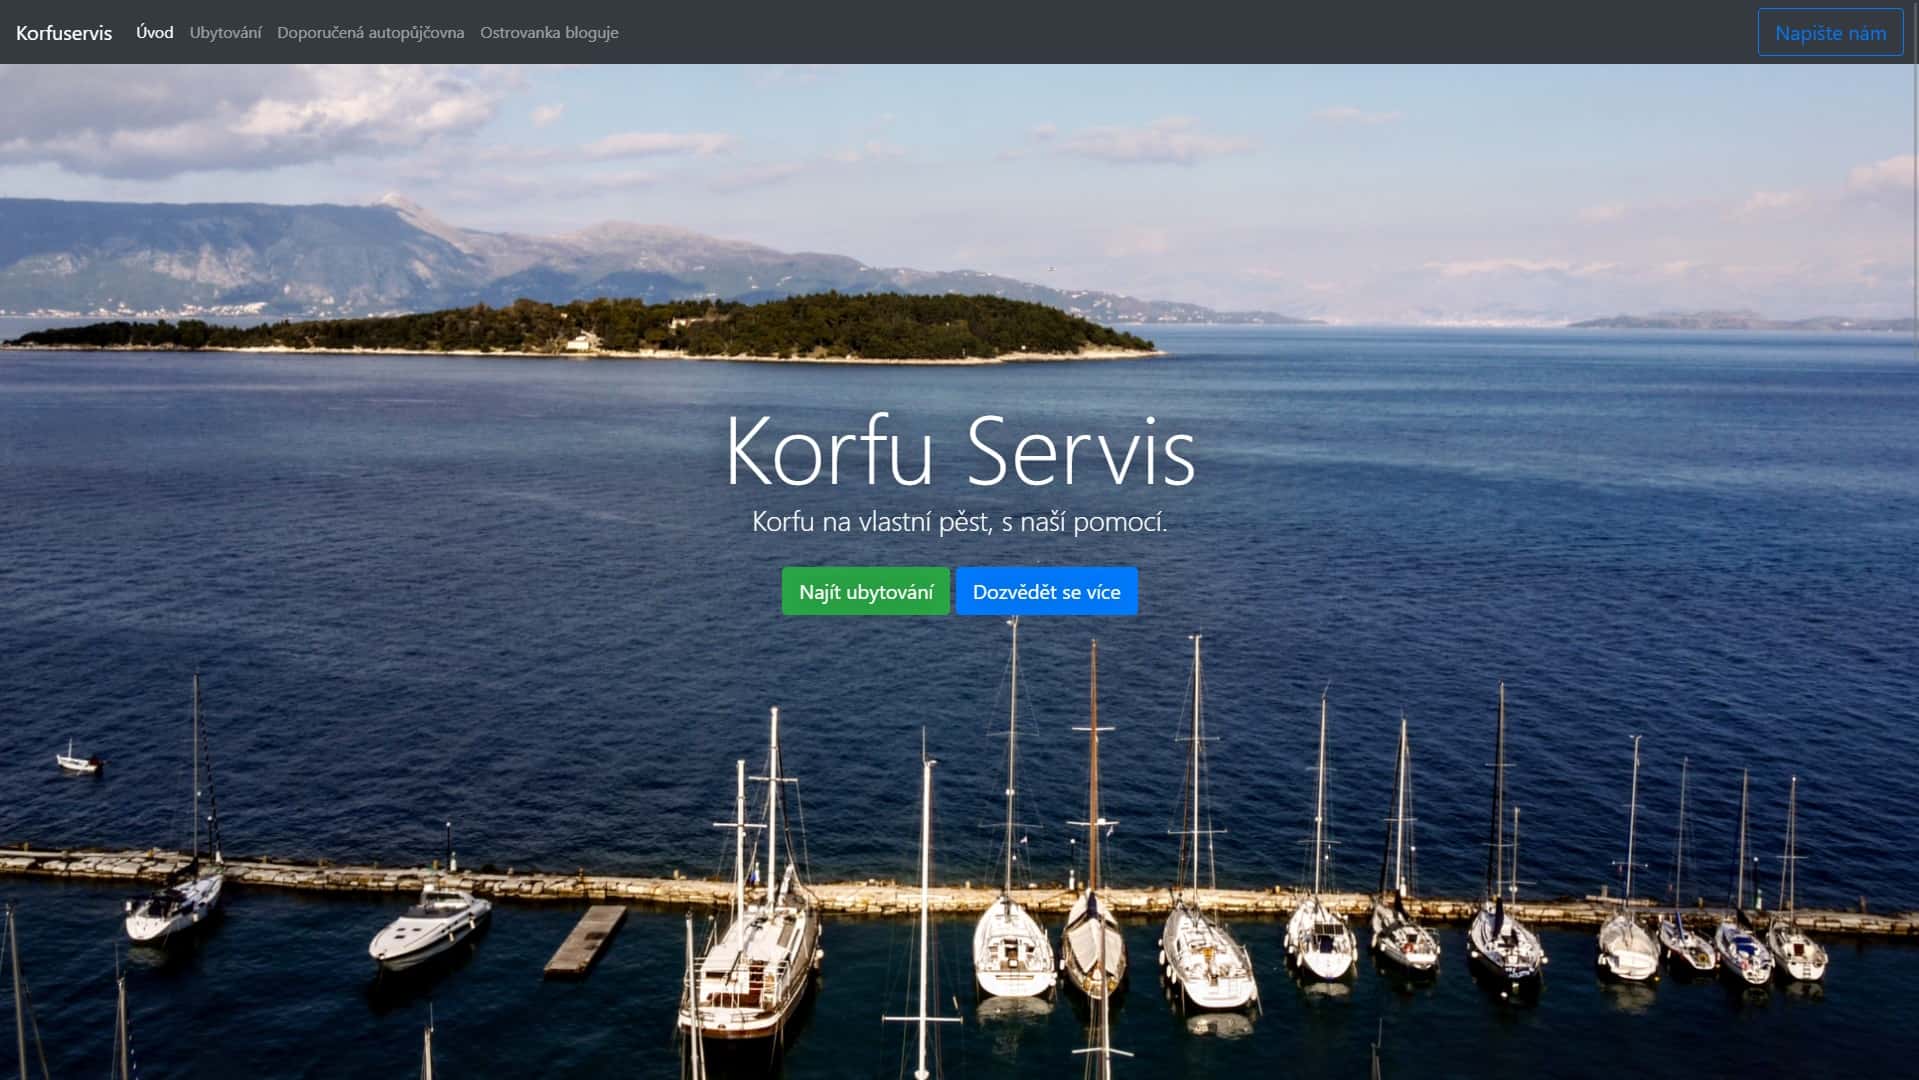 Korfuservis Úvod Ubytování Doporučená autopůjčovna Ostrovanka bloguje Napište nám
Korfu Servis
Korfu na vlastní pěst, s naší pomocí.
Najít ubytování Dozvědět se více